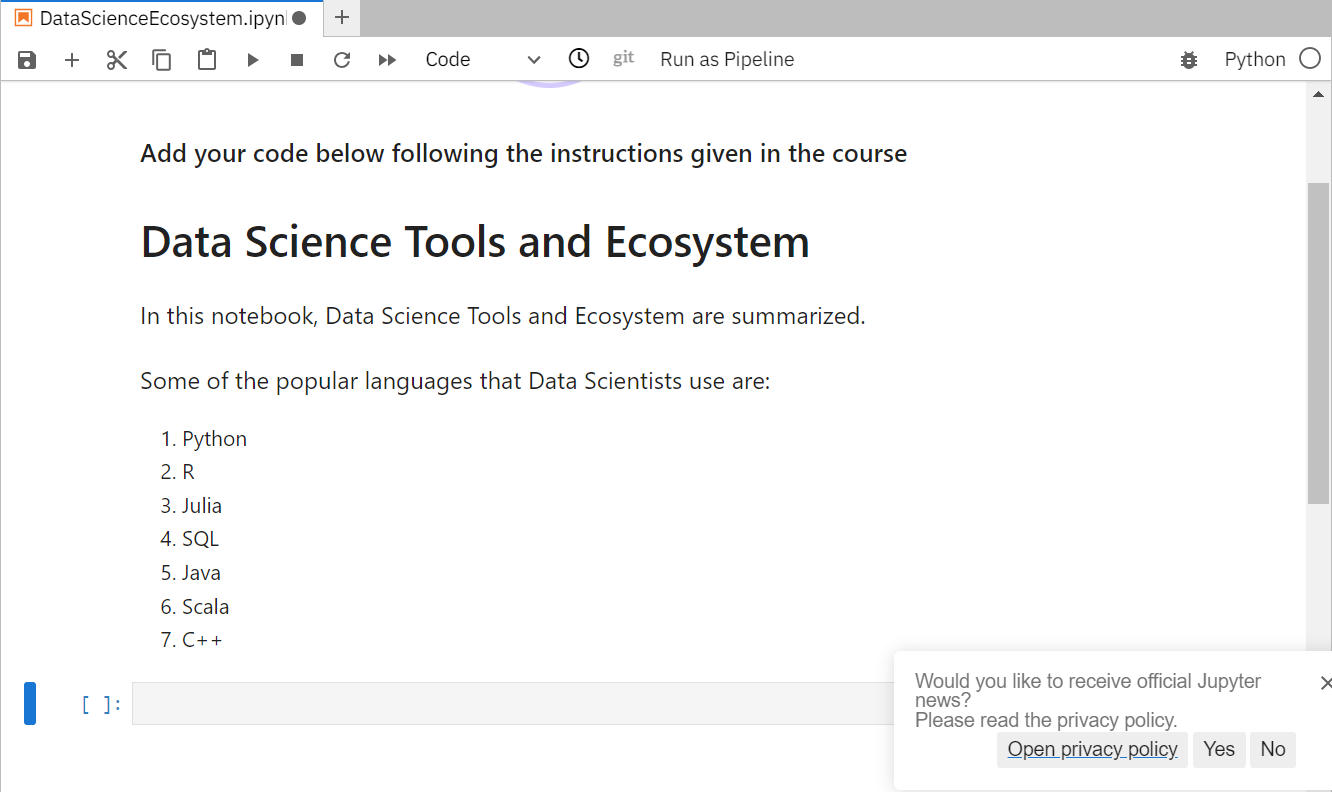 DataScienceEcosystem.ipyn
Code
git
Run as Pipeline
Python
Add your code below following the instructions given in the course
Data Science Tools and Ecosystem
In this notebook, Data Science Tools and Ecosystem are summarized.
Some of the popular languages that Data Scientists use are:
1. Python
2. R
3. Julia
4. SQL
5. Java
6. Scala
7. C++
[ ]:
Would you like to receive official Jupyter
news?
Please read the privacy policy.
Open privacy policy
Yes
No